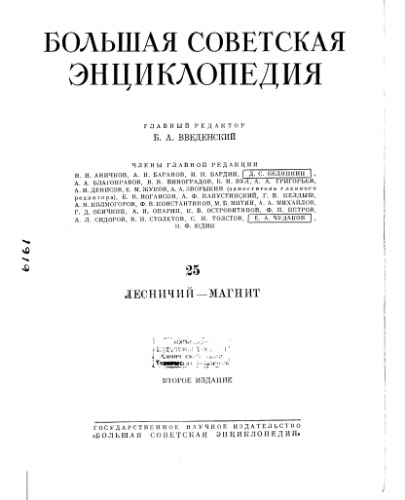 БОЛЬШАЯ СОВЕТСКАЯ
ЭНЦИКЛОПЕДИЯ
ГЛАВНЫЙ РЕДАКТОР
Б. А. ВВЕДЕНСКИЙ
ЧЛЕНЫ ГЛАВНОЙ РЕДАКЦИИ
Н. Н. АНИЧКОВ, А. И. БАРАНОВ, И. П. БАРДИН, Д. С. БЕЛЯНКИН,
А. А. БЛАГОНРАВОВ, В. В. ВИНОГРАДОВ, Б. М. ВУЛ, А. А. ГРИГОРЬЕВ,
А. И. ДЕНИСОВ, Е. М. ЖУКОВ, А. А. ЗВОРЫКИН (заместитель главного
редактора), Б. В. ИОГАНСОН, А. Ф. КАПУСТИНСКИЙ, Г. В. КЕЛДЫШ,
А. Н. КОЛМОГОРОВ, Ф. В. КОНСТАНТИНОВ, М. Б. МИТИН, А. А. МИХАЙЛОВ,
Г. Д. ОБИЧКИН, А. И. ОПАРИН, К. В. ОСТРОВИТЯНОВ, Ф. Н. ПЕТРОВ,
А. Л. СИДОРОВ, В. Н. СТОЛЕТОВ, С. П. ТОЛСТОВ, Е. А. ЧУДАКОВ,
П. Ф. ЮДИН
25
ЛЕСНИЧИЙ — МАГНИТ
ВТОРОЕ ИЗДАНИЕ
ГОСУДАРСТВЕННОЕ НАУЧНОЕ ИЗДАТЕЛЬСТВО
«БОЛЬШАЯ СОВЕТСКАЯ ЭНЦИКЛОПЕДИЯ»